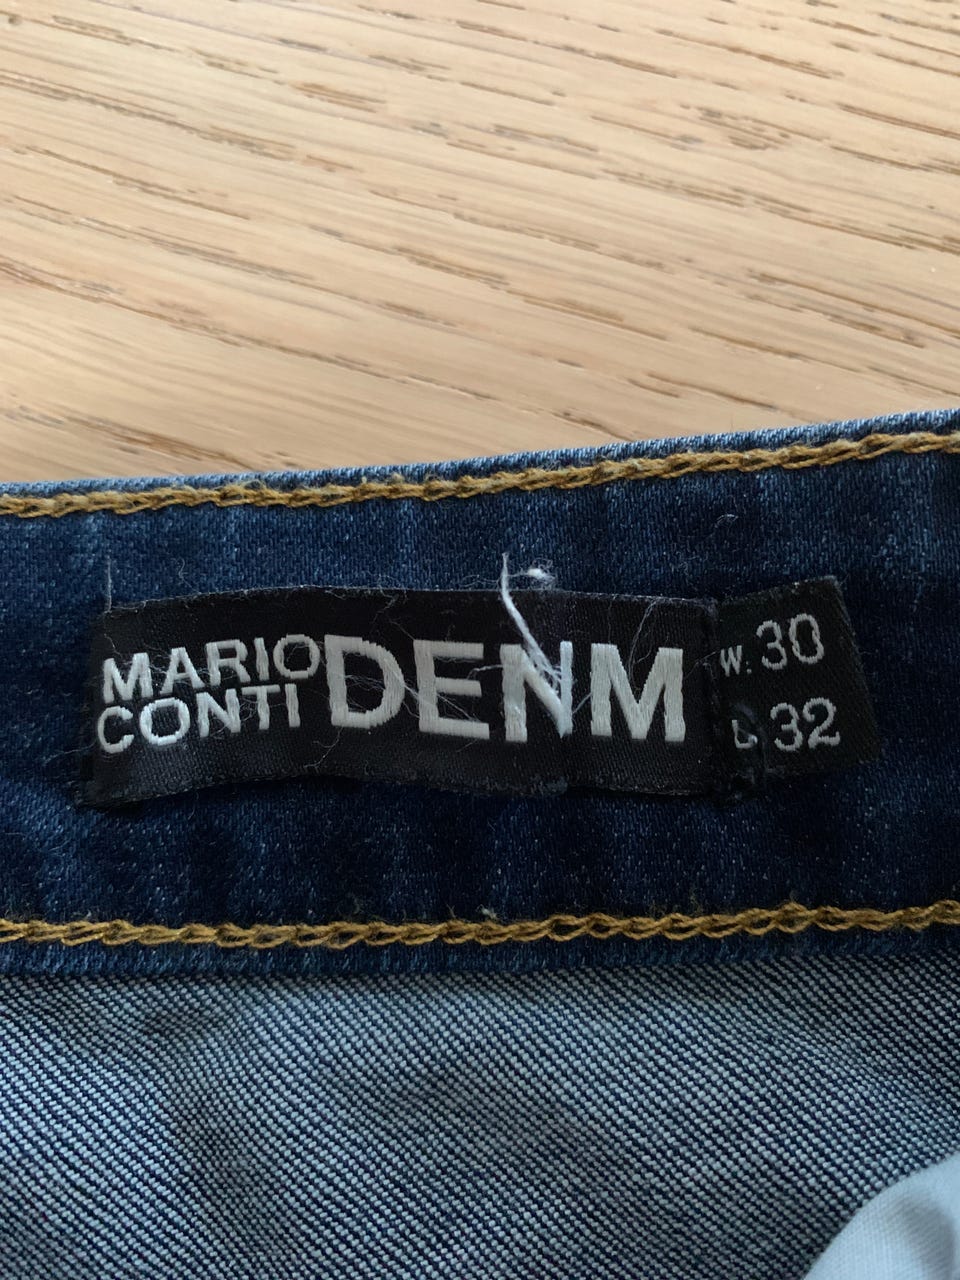 MARIO
CONTI
DENM
W. 30
L 32